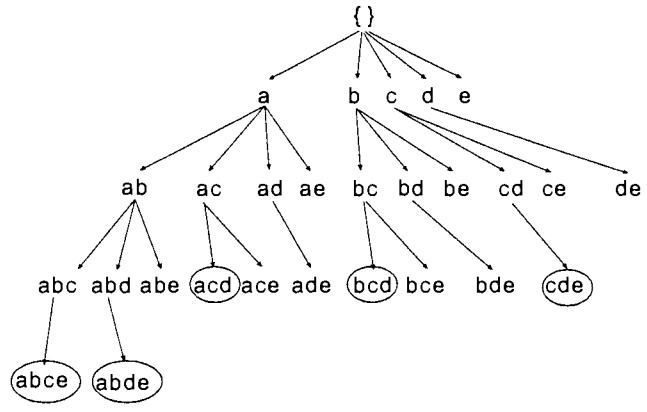 { }
a b c d e
ab ac ad ae bc bd be cd ce de
abc abd abe acd ace ade bcd bce bde cde
abce abde